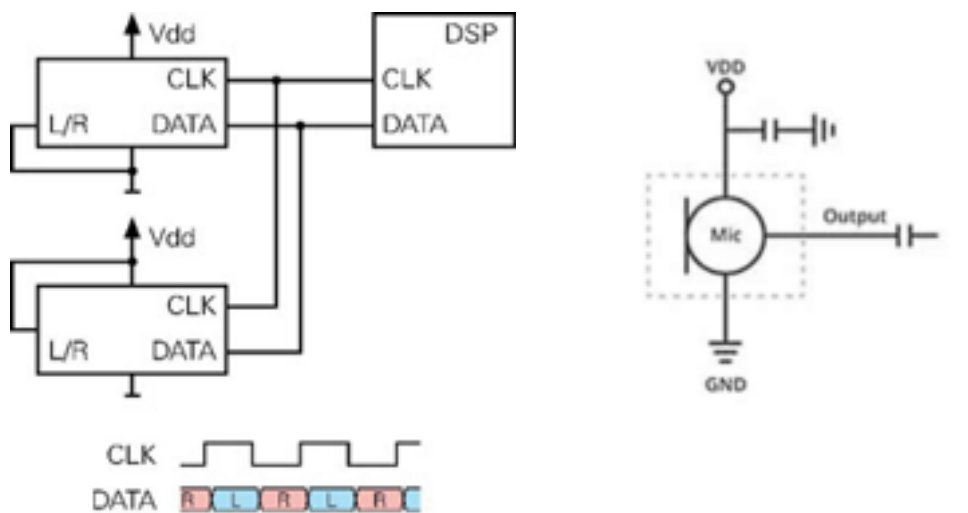 Vdd
DSP
CLK
CLK
L/R
DATA
DATA
Vdd
CLK
L/R
DATA
CLK
DATA
R L R L R
VDD
Mic
Output
GND